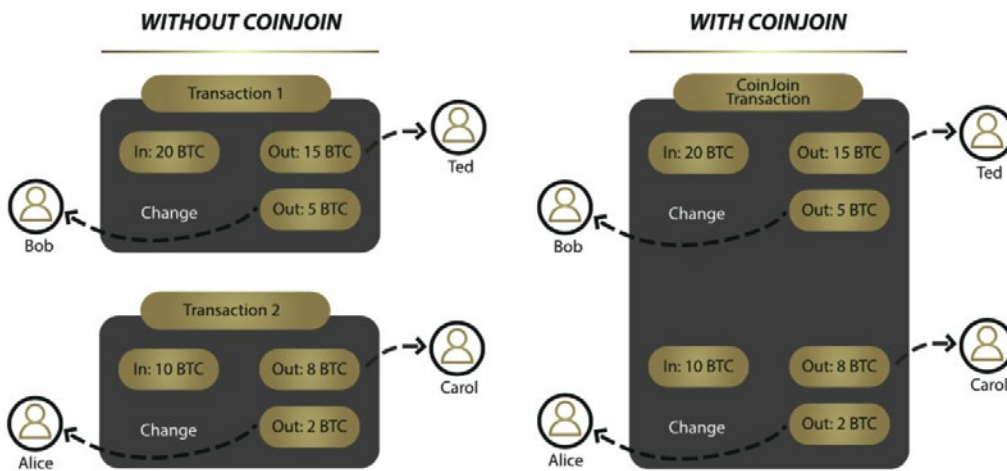 WITHOUT COINJOIN
Transaction 1
In: 20 BTC
Out: 15 BTC
Ted
Change
Out: 5 BTC
Bob
Transaction 2
In: 10 BTC
Out: 8 BTC
Carol
Change
Out: 2 BTC
Alice
WITH COINJOIN
CoinJoin
Transaction
In: 20 BTC
Out: 15 BTC
Ted
Change
Out: 5 BTC
Bob
In: 10 BTC
Out: 8 BTC
Carol
Change
Out: 2 BTC
Alice